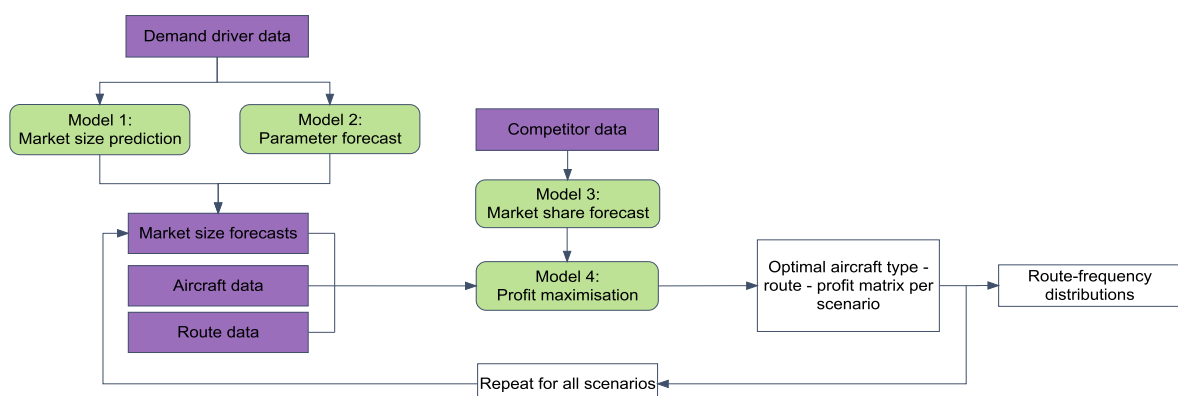 Demand driver data
Model 1:
Market size prediction
Model 2:
Parameter forecast
Competitor data
Model 3:
Market share forecast
Market size forecasts
Aircraft data
Route data
Model 4:
Profit maximisation
Optimal aircraft type -
route - profit matrix per
scenario
Route-frequency
distributions
Repeat for all scenarios